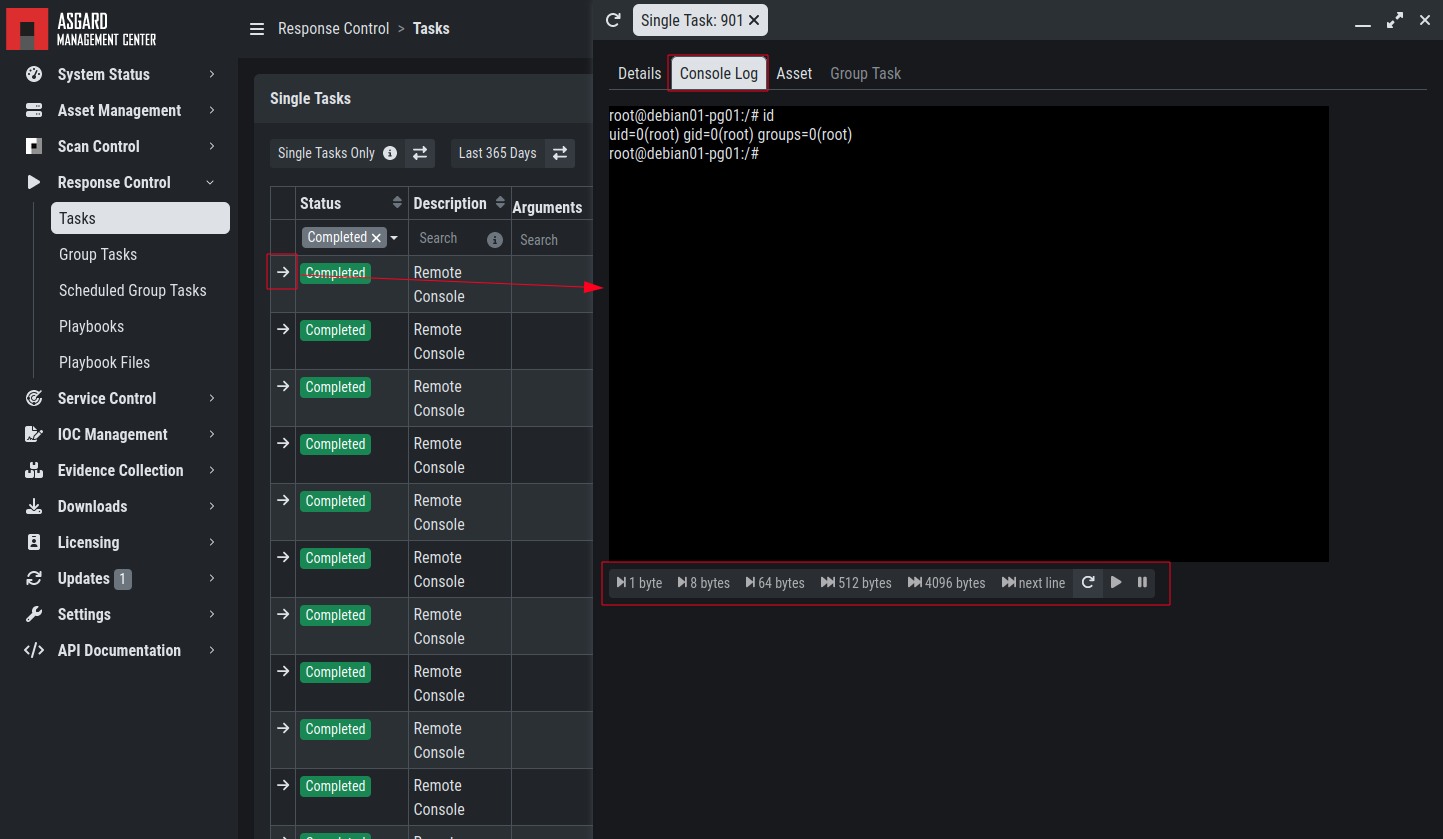 ASGARD
MANAGEMENT CENTER
System Status
Asset Management
Scan Control
Response Control
Tasks
Group Tasks
Scheduled Group Tasks
Playbooks
Playbook Files
Service Control
IOC Management
Evidence Collection
Downloads
Licensing
Updates 1
Settings
API Documentation
Response Control > Tasks
Single Tasks
Single Tasks Only Last 365 Days
Status Description Arguments
Completed Search Search
Completed Remote
Console
Completed Remote
Console
Completed Remote
Console
Completed Remote
Console
Completed Remote
Console
Completed Remote
Console
Completed Remote
Console
Completed Remote
Console
Completed Remote
Console
Completed Remote
Console
Completed Remote
Single Task: 901
Details Console Log Asset Group Task
root@debian01-pg01:/# id
uid=0(root) gid=0(root) groups=0(root)
root@debian01-pg01:/#
1 byte 8 bytes 64 bytes 512 bytes 4096 bytes next line